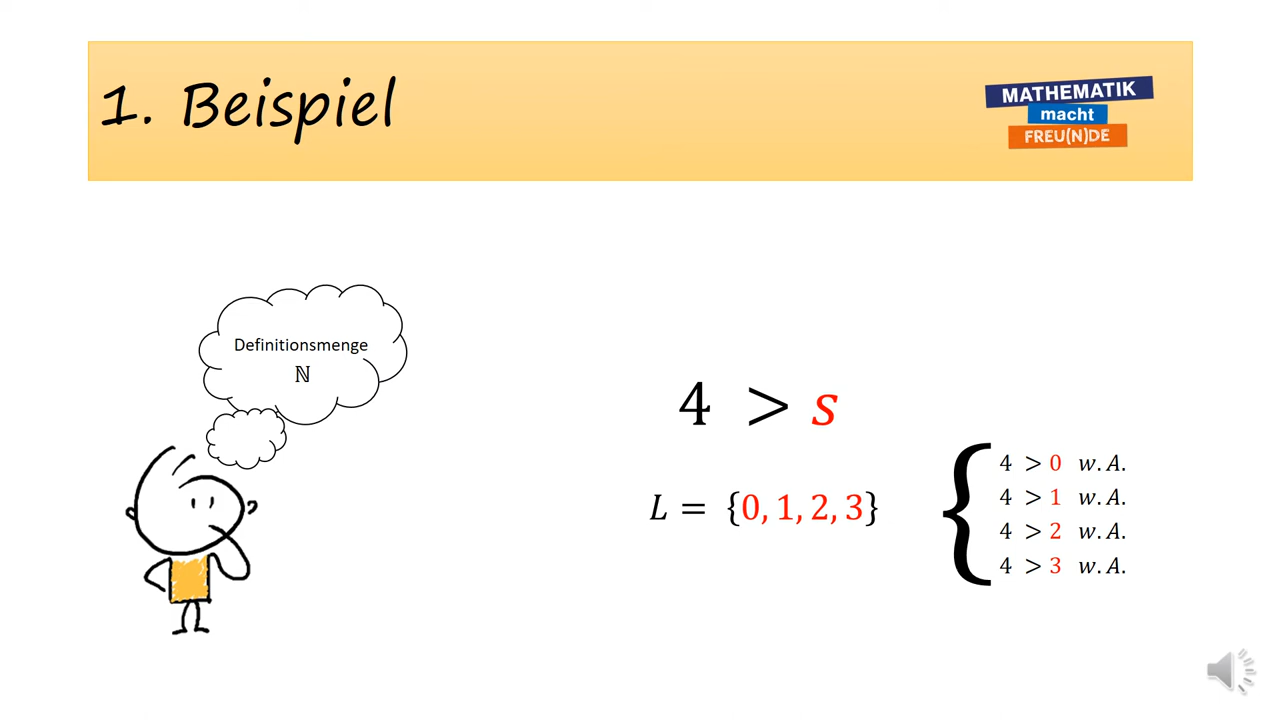 1. Beispiel
MATHEMATIK
macht
FREU(N)DE
Definitionsmenge
ℕ
4 > s
L = {0, 1, 2, 3}
4 > 0 w. A.
4 > 1 w. A.
4 > 2 w. A.
4 > 3 w. A.